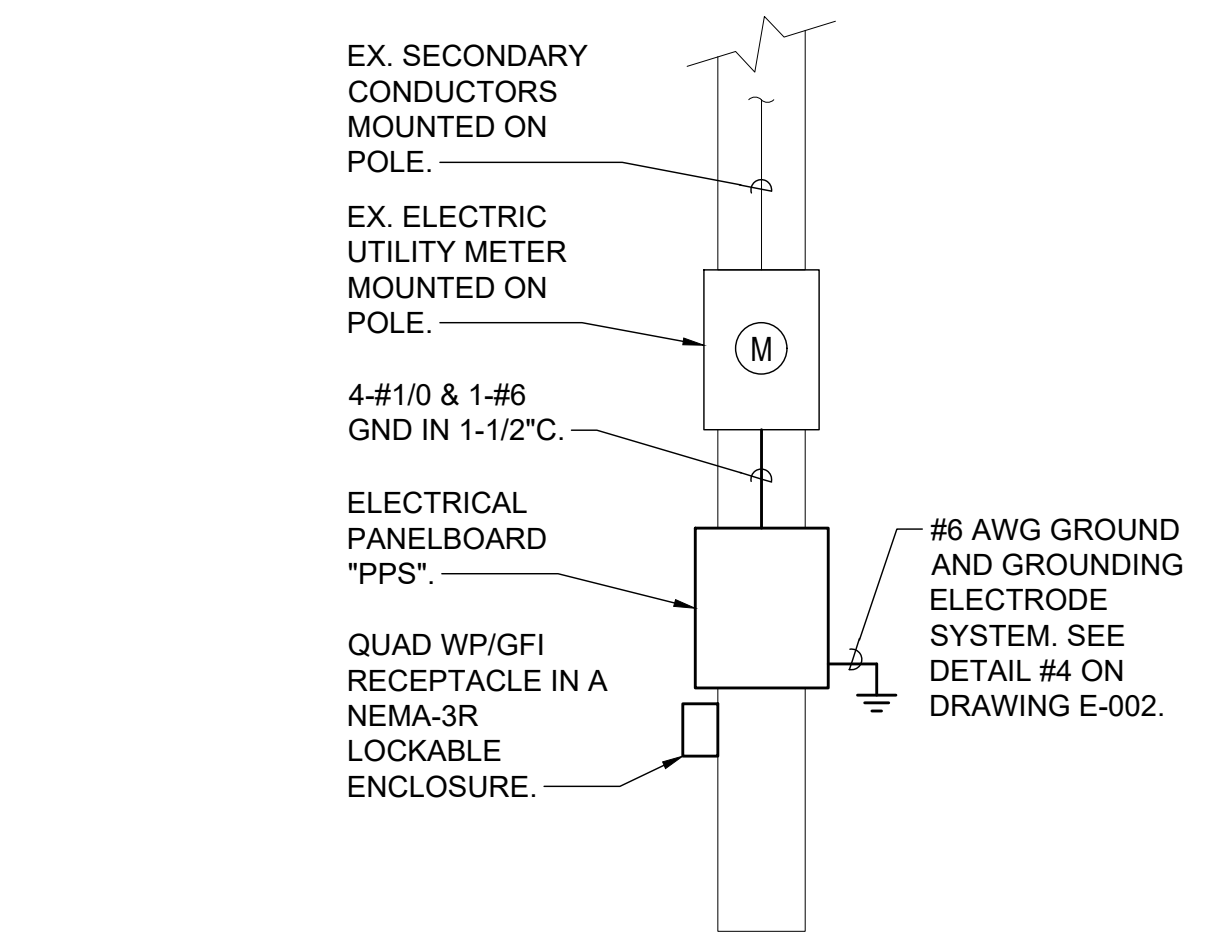 EX. SECONDARY
CONDUCTORS
MOUNTED ON
POLE.
EX. ELECTRIC
UTILITY METER
MOUNTED ON
POLE.
M
4-#1/0 & 1-#6
GND IN 1-1/2"C.
ELECTRICAL
PANELBOARD
"PPS".
#6 AWG GROUND
AND GROUNDING
ELECTRODE
SYSTEM. SEE
DETAIL #4 ON
DRAWING E-002.
QUAD WP/GFI
RECEPTACLE IN A
NEMA-3R
LOCKABLE
ENCLOSURE.